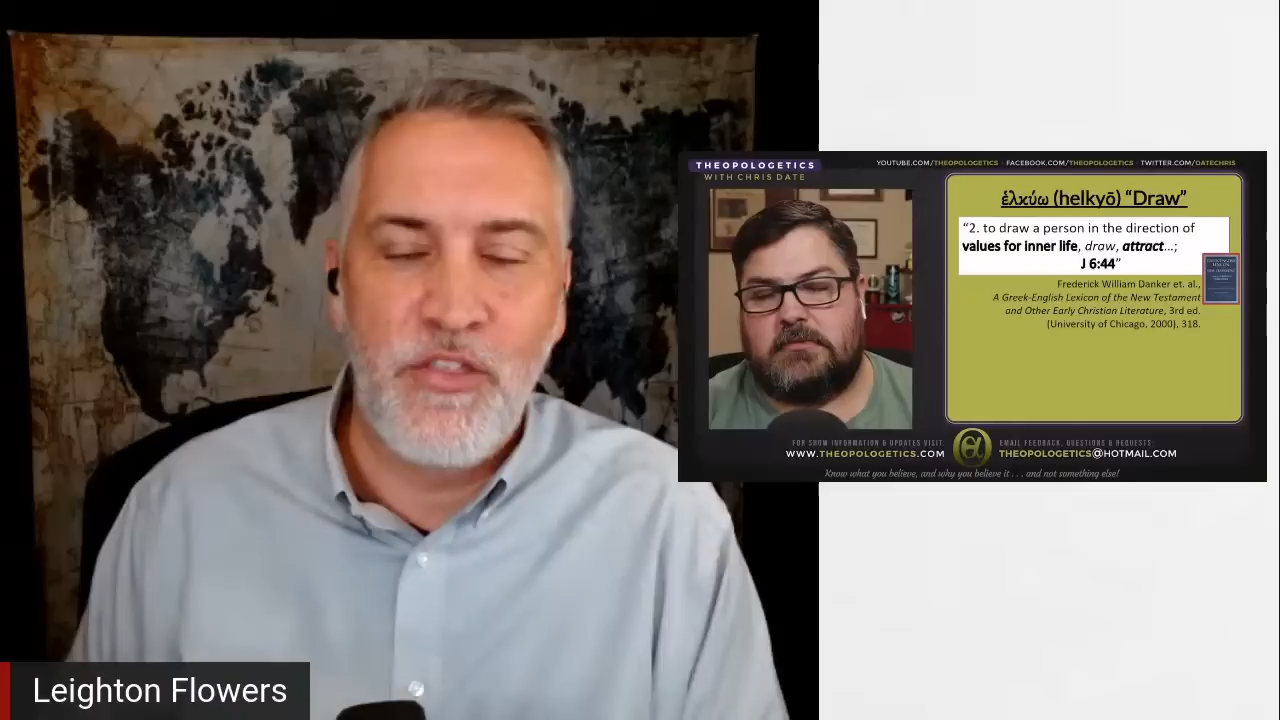 THEOPOLOGETICS
WITH CHRIS DATE
YOUTUBE.COM/THEOPOLOGETICS · FACEBOOK.COM/THEOPOLOGETICS · TWITTER.COM/DATECHRIS
ἑλκύω (helkyō) “Draw”
“2. to draw a person in the direction of
values for inner life, draw, attract…;
J 6:44”
Frederick William Danker et. al.,
A Greek-English Lexicon of the New Testament
and Other Early Christian Literature, 3rd ed.
(University of Chicago, 2000), 318.
FOR SHOW INFORMATION & UPDATES VISIT:
WWW.THEOPOLOGETICS.COM
EMAIL FEEDBACK, QUESTIONS & REQUESTS:
THEOPOLOGETICS@HOTMAIL.COM
Know what you believe, and why you believe it . . . and not something else!
Leighton Flowers